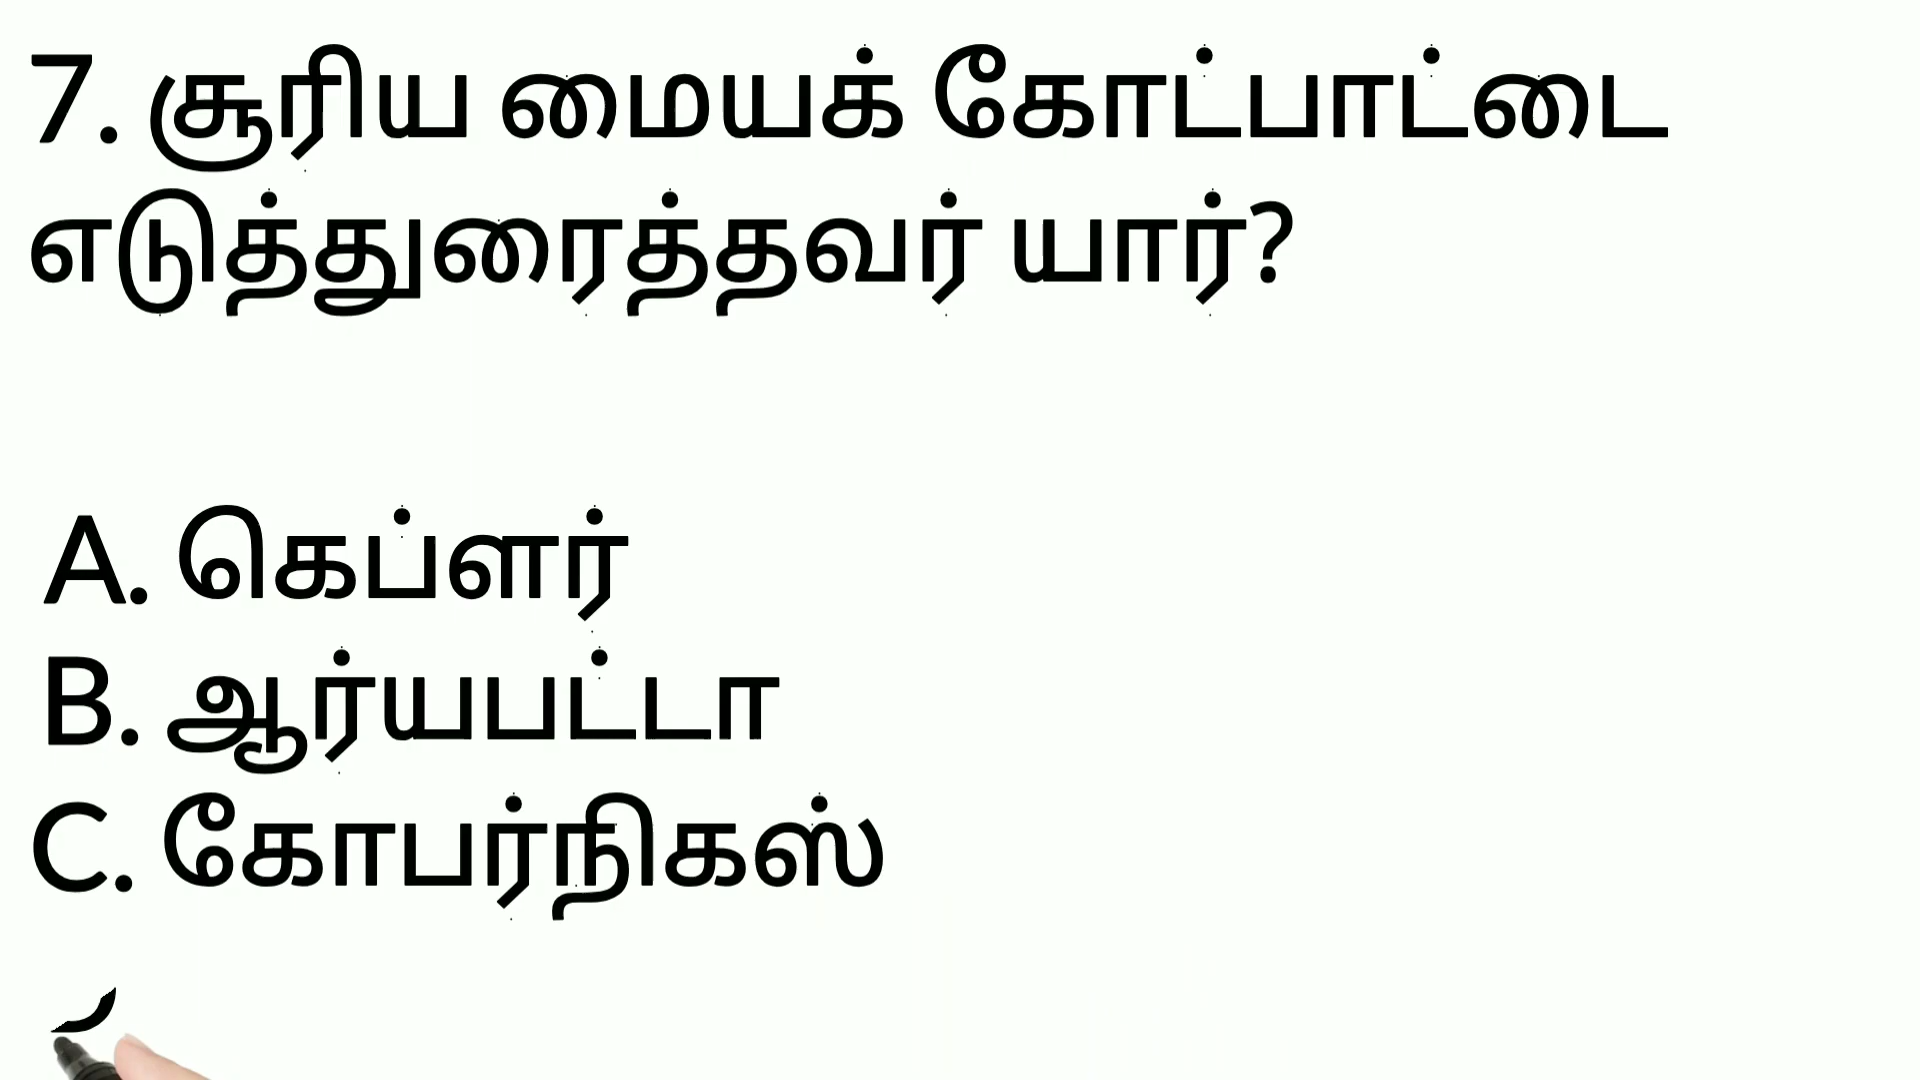 7. சூரிய மையக் கோட்பாட்டை
எடுத்துரைத்தவர் யார்?
A. கெப்ளர்
B. ஆர்யபட்டா
C. கோபர்நிகஸ்